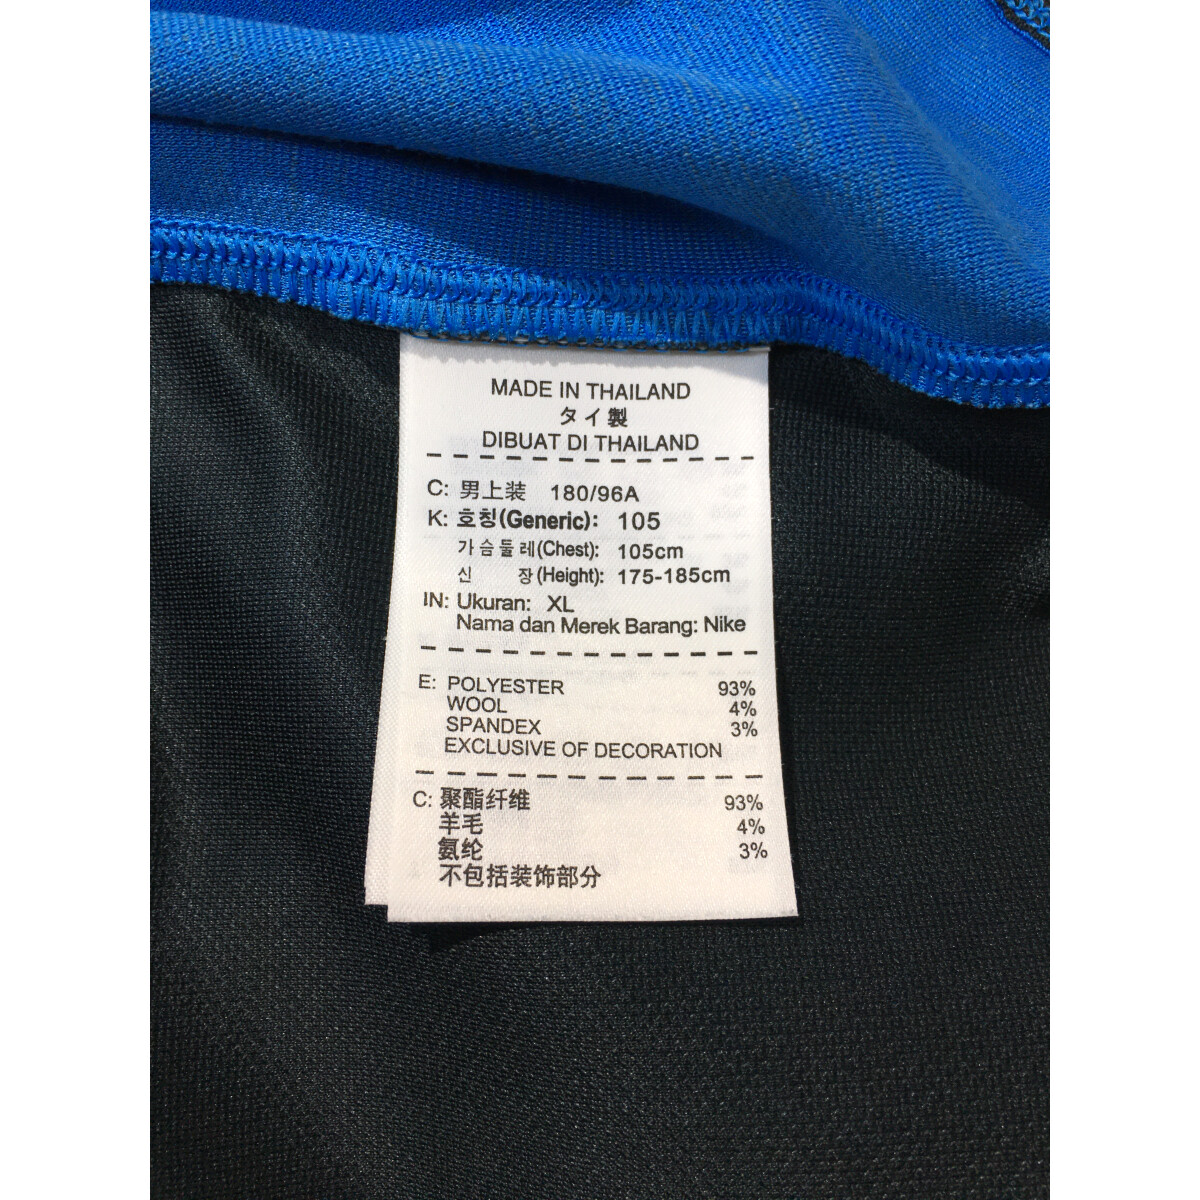 MADE IN THAILAND
タイ製
DIBUAT DI THAILAND
C: 男上装 180/96A
K: 호칭(Generic): 105
가슴둘레(Chest): 105cm
신 장(Height): 175-185cm
IN: Ukuran: XL
Nama dan Merek Barang: Nike
E: POLYESTER 93%
WOOL 4%
SPANDEX 3%
EXCLUSIVE OF DECORATION
C: 聚酯纤维 93%
羊毛 4%
氨纶 3%
不包括装饰部分